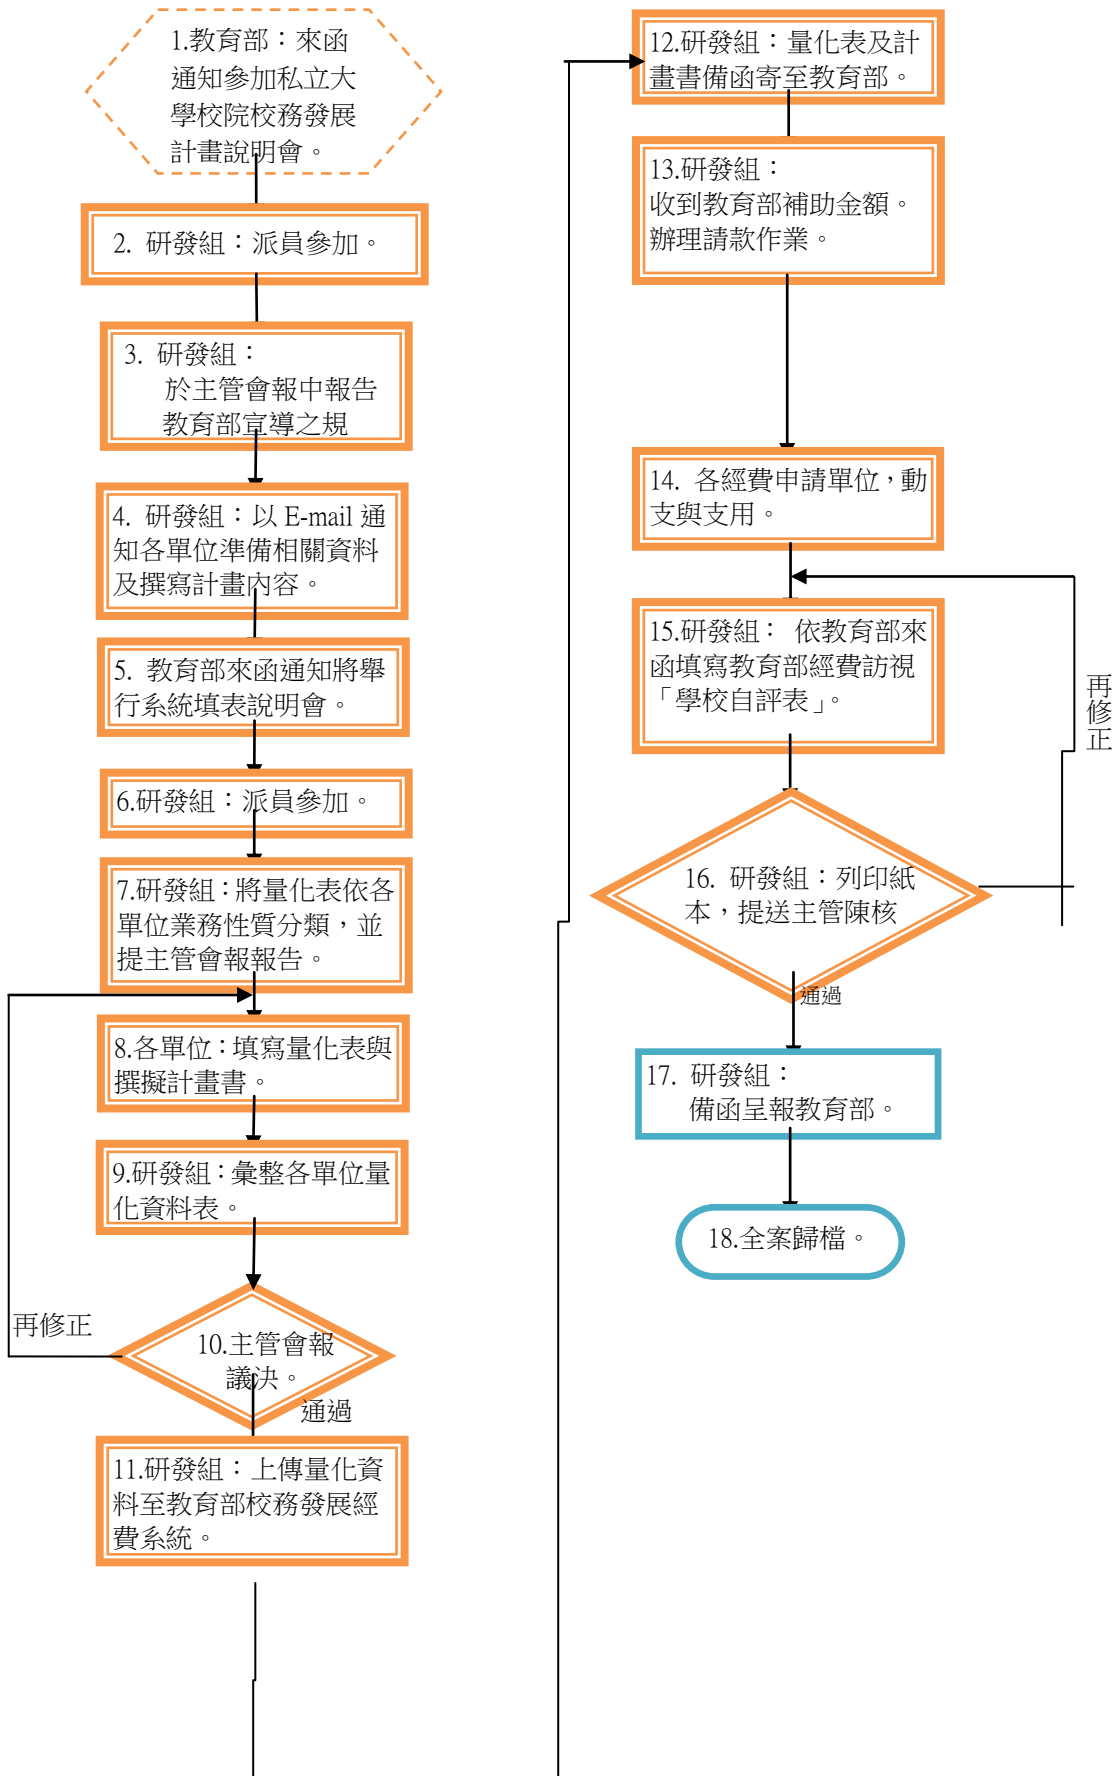 1.教育部：來函
通知參加私立大
學校院校務發展
計畫說明會。
2. 研發組：派員參加。
3. 研發組：
於主管會報中報告
教育部宣導之規
4. 研發組：以 E-mail 通
知各單位準備相關資料
及撰寫計畫內容。
5. 教育部來函通知將舉
行系統填表說明會。
6.研發組：派員參加。
7.研發組：將量化表依各
單位業務性質分類，並
提主管會報報告。
8.各單位：填寫量化表與
撰擬計畫書。
9.研發組：彙整各單位量
化資料表。
再修正
10.主管會報
議決。
通過
11.研發組：上傳量化資
料至教育部校務發展經
費系統。
12.研發組：量化表及計
畫書備函寄至教育部。
13.研發組：
收到教育部補助金額。
辦理請款作業。
14. 各經費申請單位，動
支與支用。
15.研發組： 依教育部來
函填寫教育部經費訪視
「學校自評表」。
再修正
16. 研發組：列印紙
本，提送主管陳核
通過
17. 研發組：
備函呈報教育部。
18.全案歸檔。